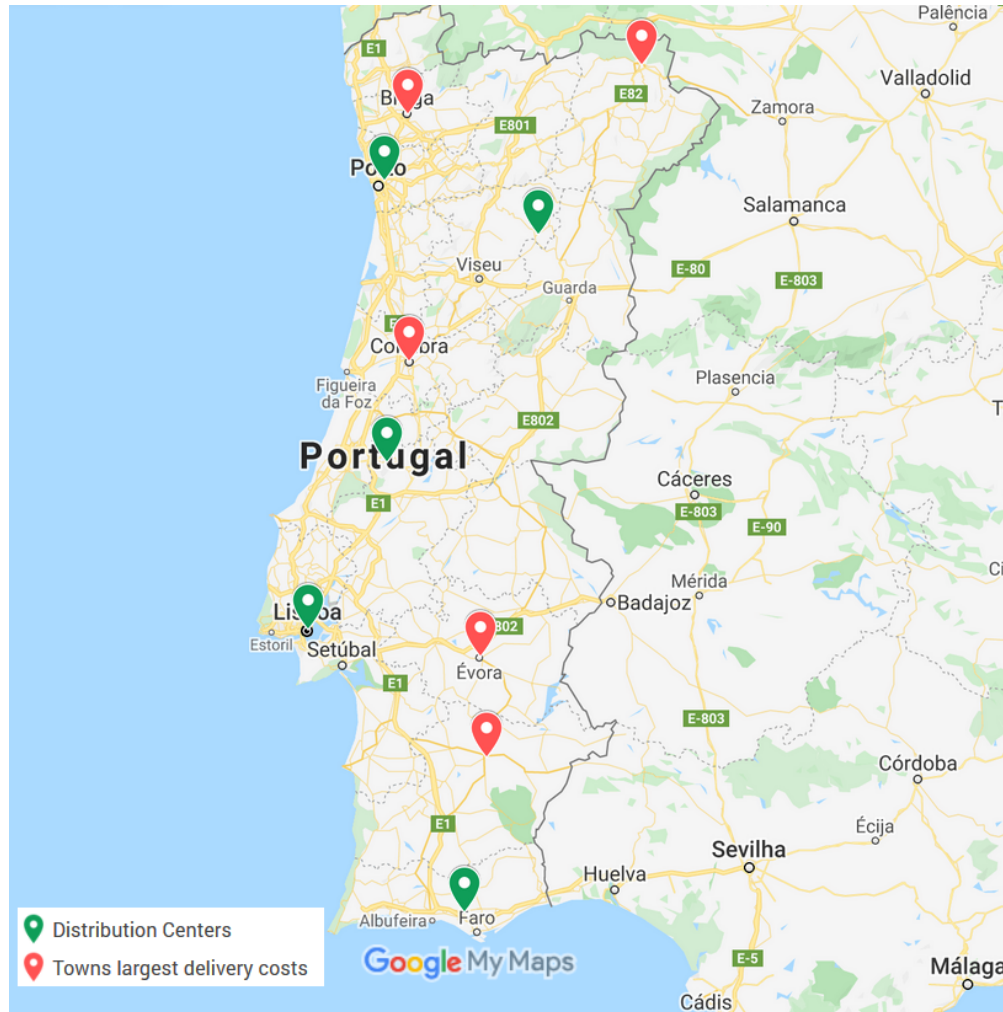 Palência
E1
Valladolid
E82
Braga
Zamora
E801
Porto
Salamanca
E-80
Viseu
E-803
Guarda
Coimbra
Plasencia
Figueira
da Foz
E802
Portugal
Cáceres
E1
E-803
E-90
Mérida
Badajoz
Lisboa
Estoril
802
Setúbal
Évora
E1
E-803
Córdoba
E1
Écija
Sevilha
Huelva
Albufeira
Faro
Distribution Centers
Towns largest delivery costs
Google My Maps
E-5
Málaga
Cádis